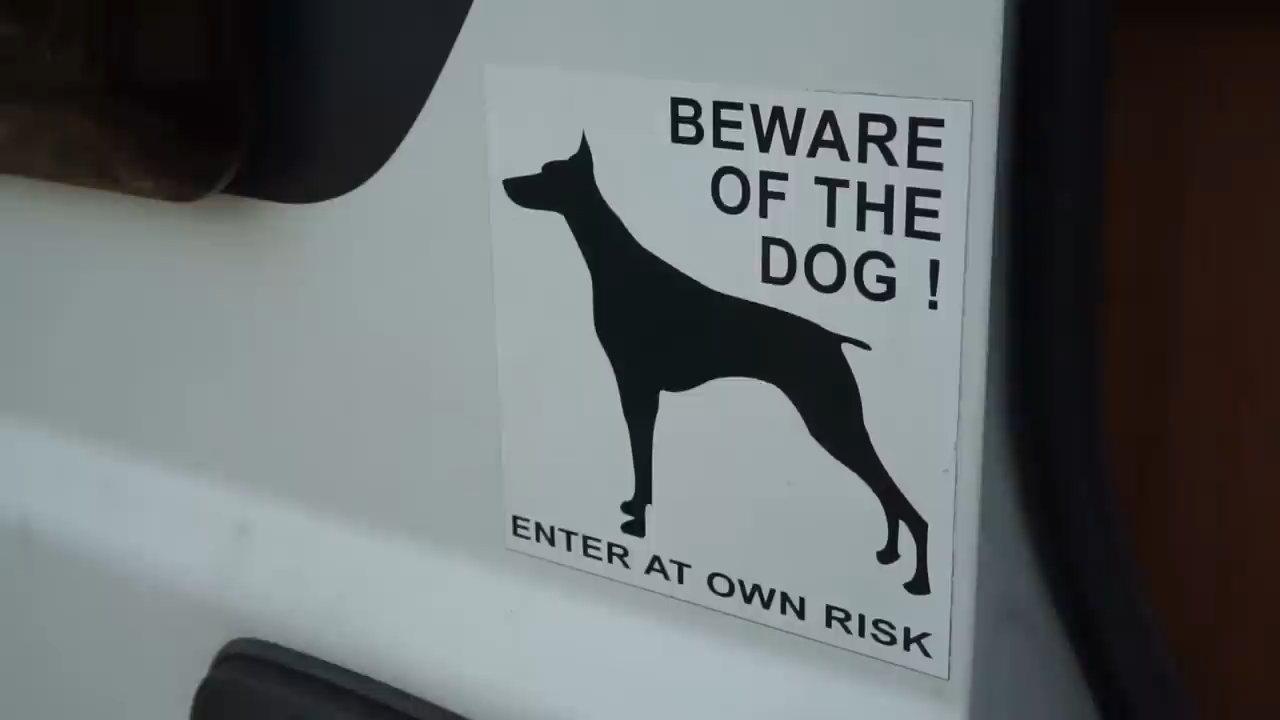 BEWARE
OF THE
DOG !
ENTER AT OWN RISK